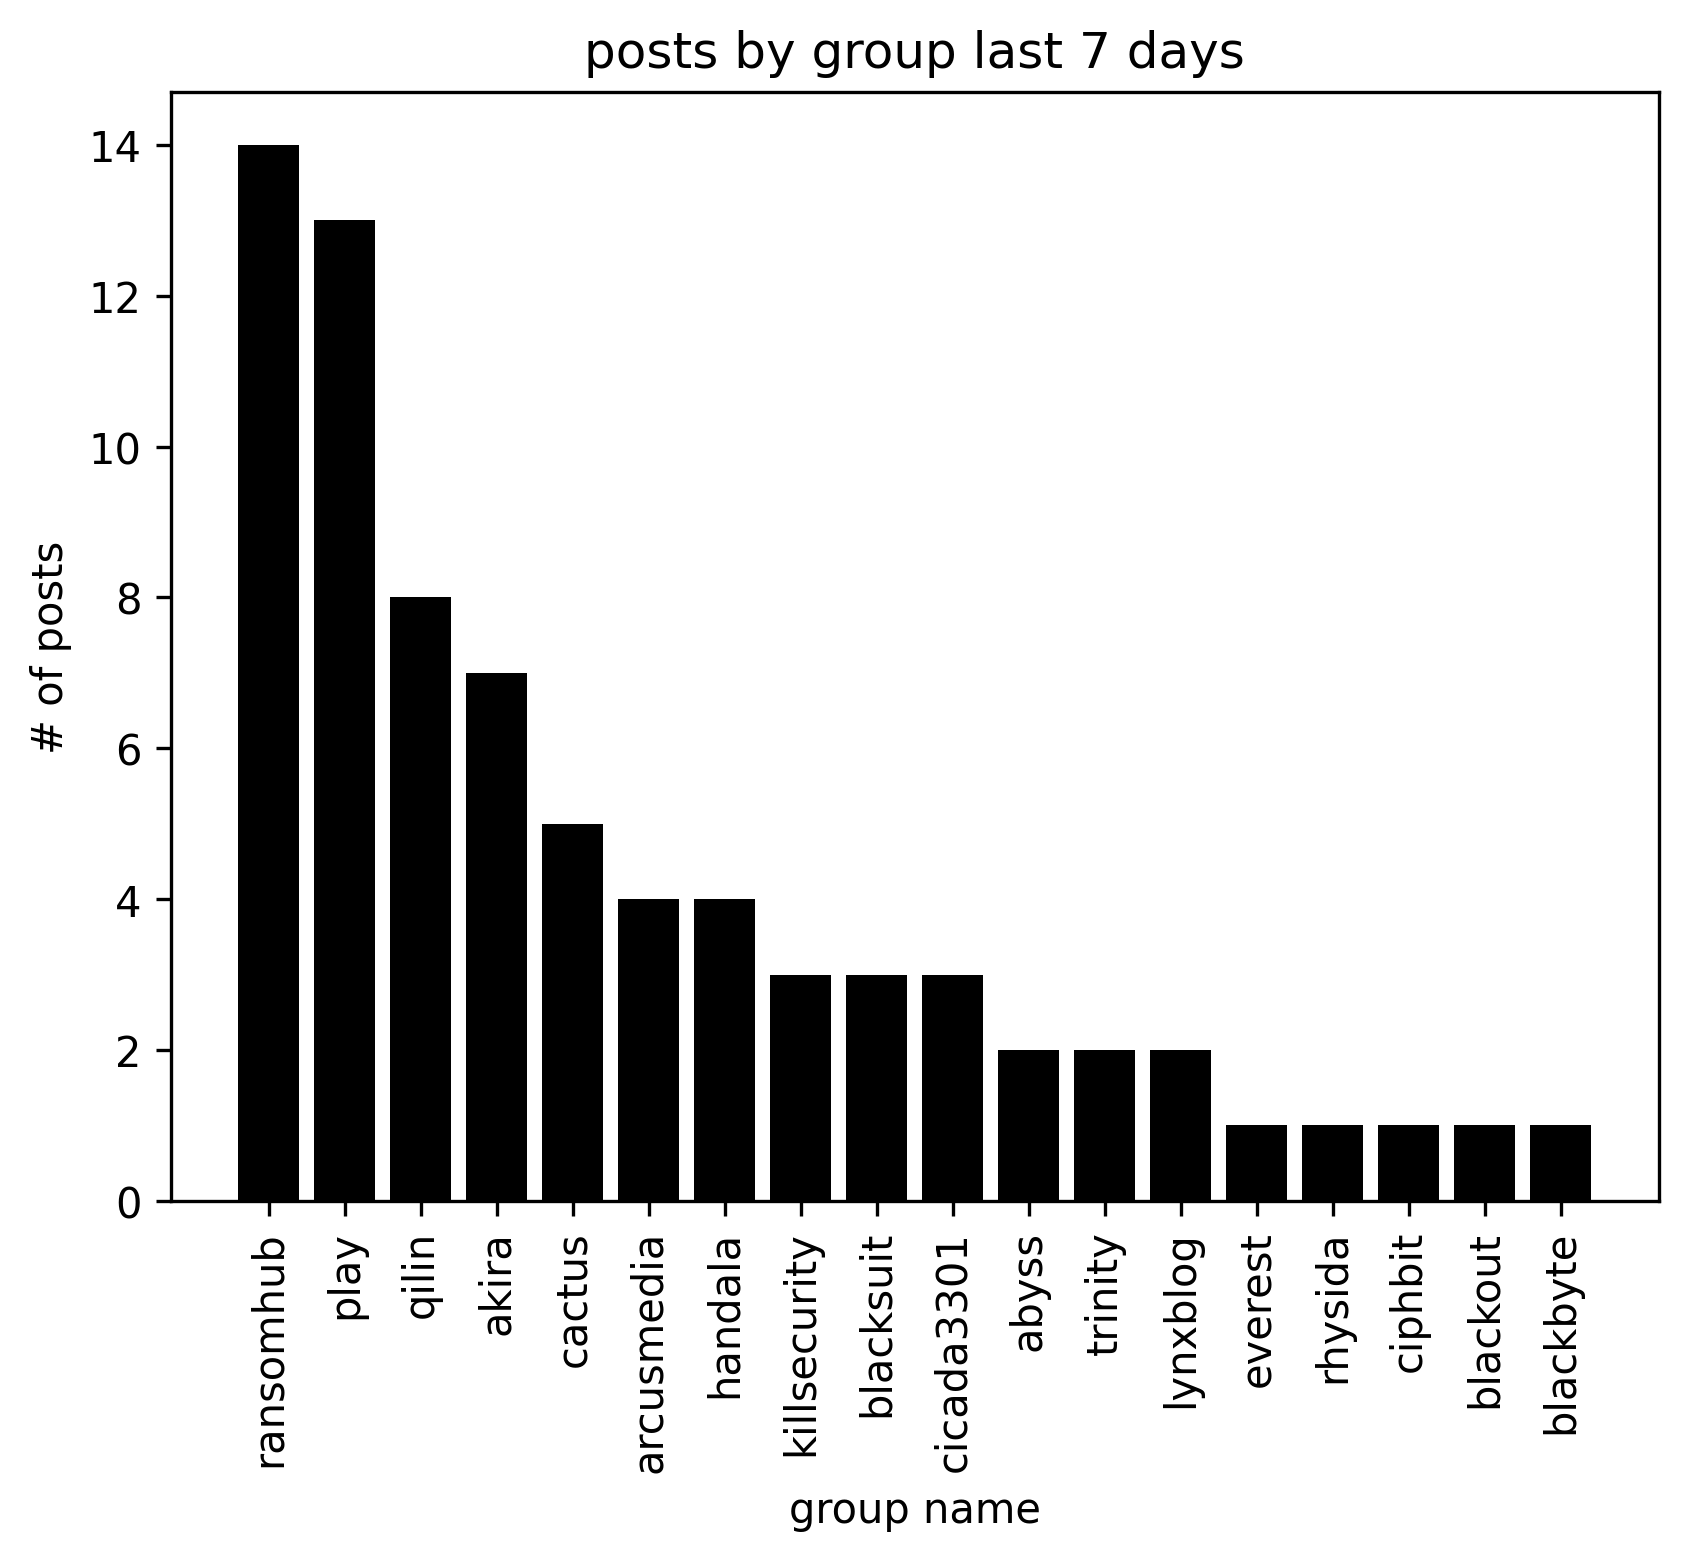 posts by group last 7 days
14
12
10
8
6
4
2
0
# of posts
ransomhub
play
qilin
akira
cactus
arcusmedia
handala
killsecurity
blacksuit
cicada3301
abyss
trinity
lynxblog
everest
rhysida
ciphbit
blackout
blackbyte
group name